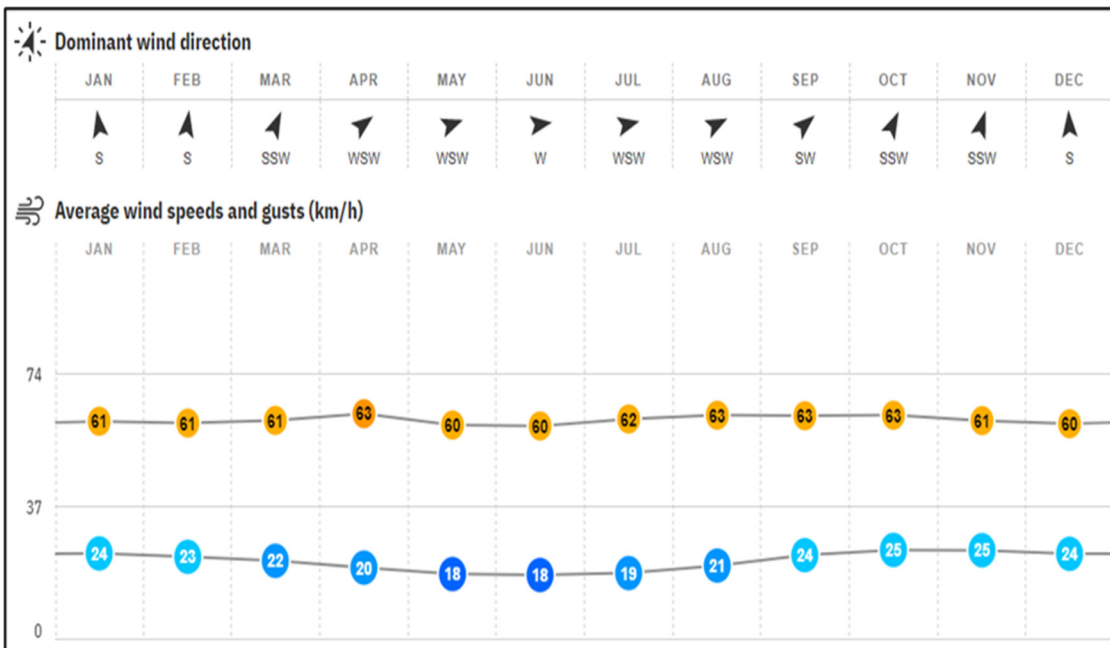 Dominant wind direction
JAN FEB MAR APR MAY JUN JUL AUG SEP OCT NOV DEC
S S SSW WSW WSW W WSW WSW SW SSW SSW S
Average wind speeds and gusts (km/h)
JAN FEB MAR APR MAY JUN JUL AUG SEP OCT NOV DEC
74
61 61 61 63 60 60 62 63 63 63 61 60
37
24 23 22 20 18 18 19 21 24 25 25 24
0